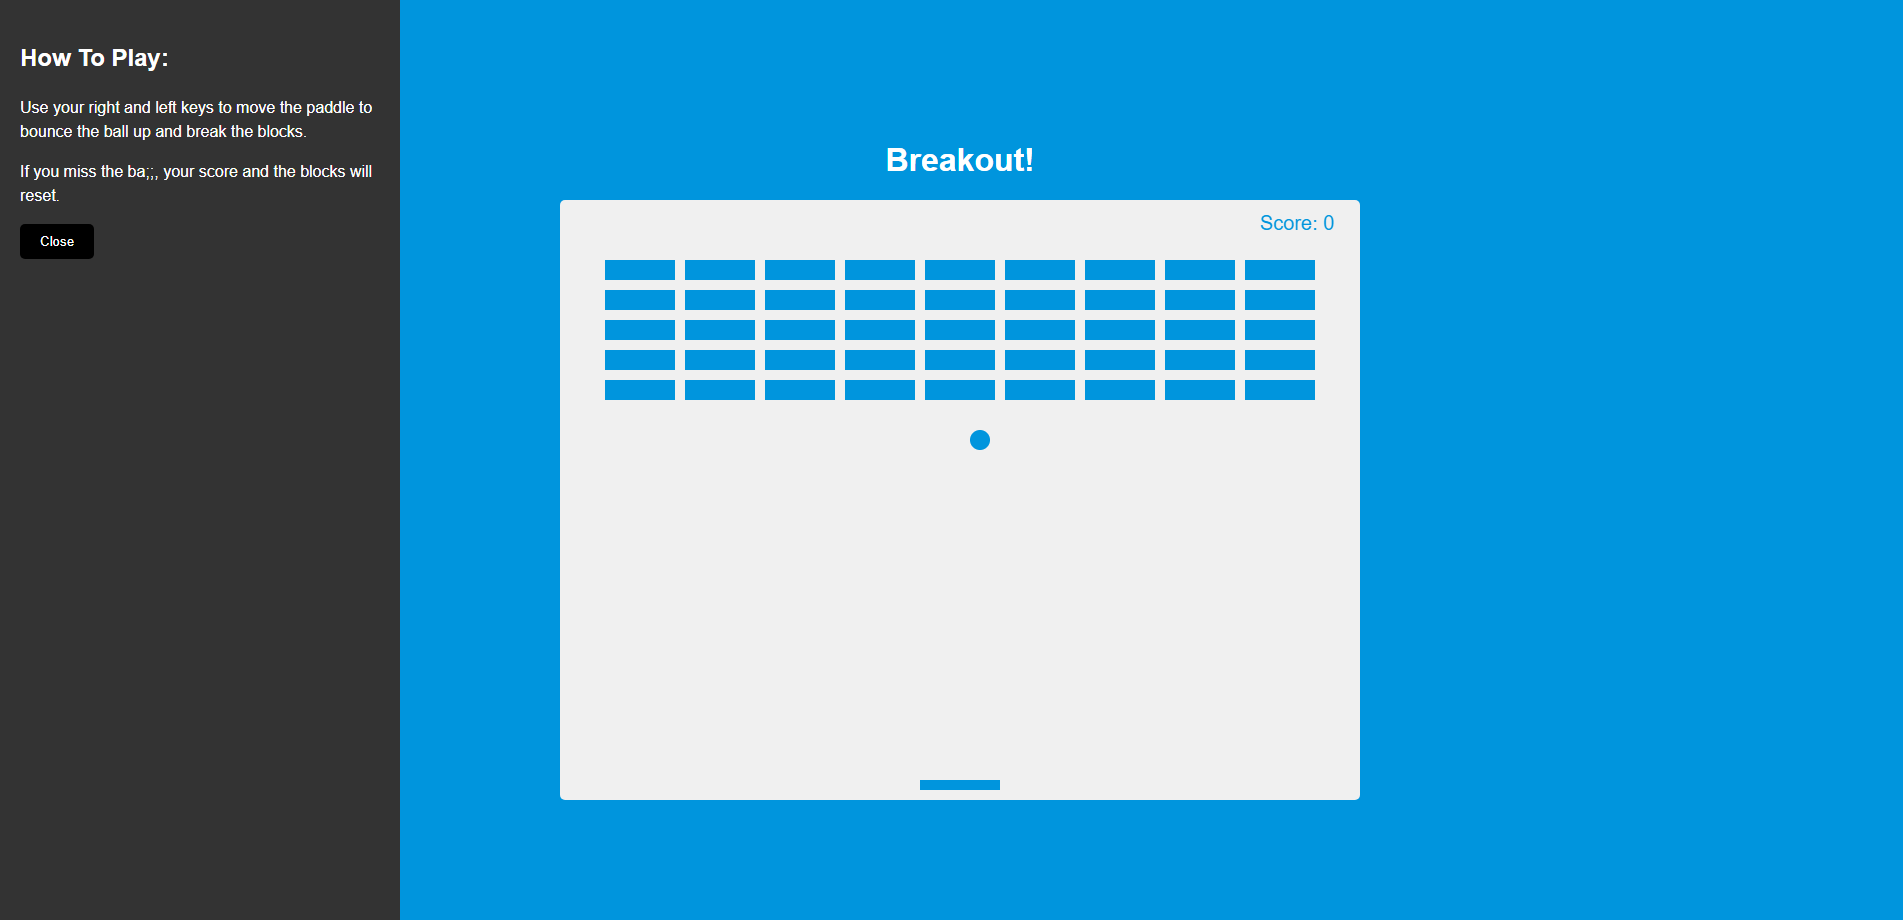 How To Play:
Use your right and left keys to move the paddle to
bounce the ball up and break the blocks.
If you miss the ba;;, your score and the blocks will
reset.
Close
Breakout!
Score: 0